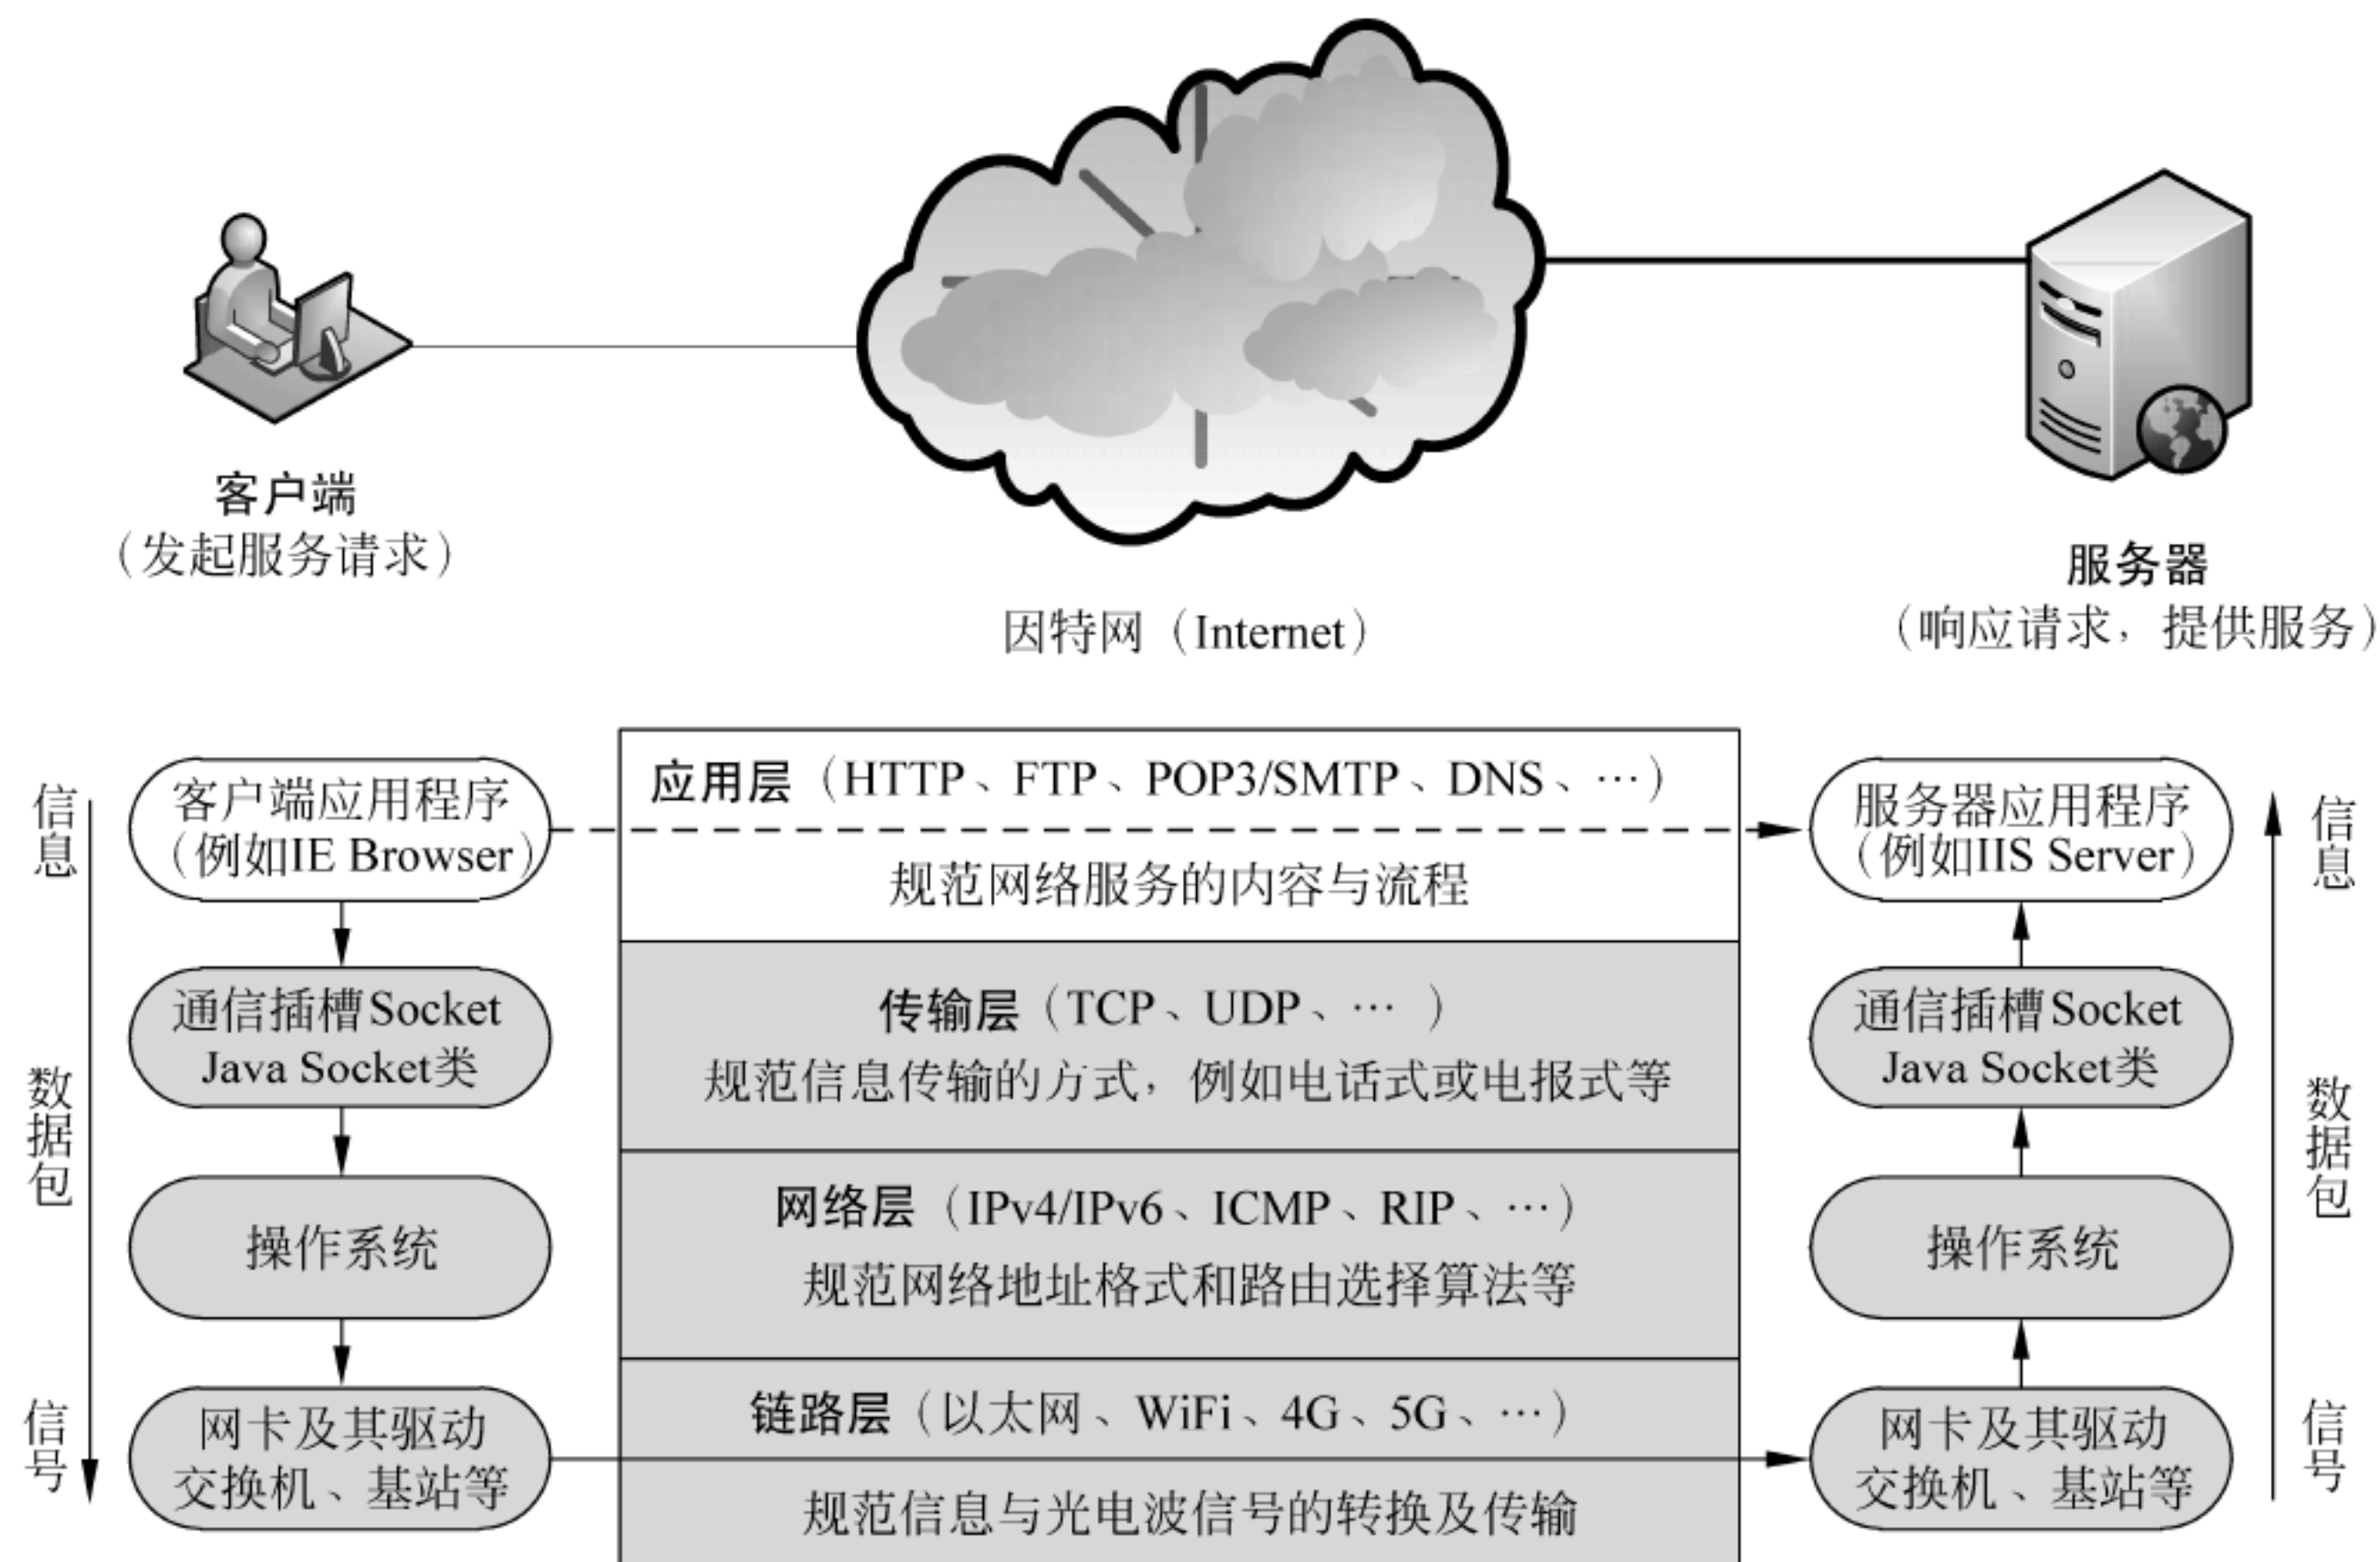 客户端
（发起服务请求）
因特网（Internet）
服务器
（响应请求，提供服务）
信息
数据包
信号
客户端应用程序
（例如IE Browser）
通信插槽Socket
Java Socket类
操作系统
网卡及其驱动
交换机、基站等
应用层（HTTP、FTP、POP3/SMTP、DNS、…）
规范网络服务的内容与流程
传输层（TCP、UDP、… ）
规范信息传输的方式，例如电话式或电报式等
网络层（IPv4/IPv6、ICMP、RIP、…）
规范网络地址格式和路由选择算法等
链路层（以太网、WiFi、4G、5G、…）
规范信息与光电波信号的转换及传输
服务器应用程序
（例如IIS Server）
通信插槽Socket
Java Socket类
操作系统
网卡及其驱动
交换机、基站等
信息
数据包
信号